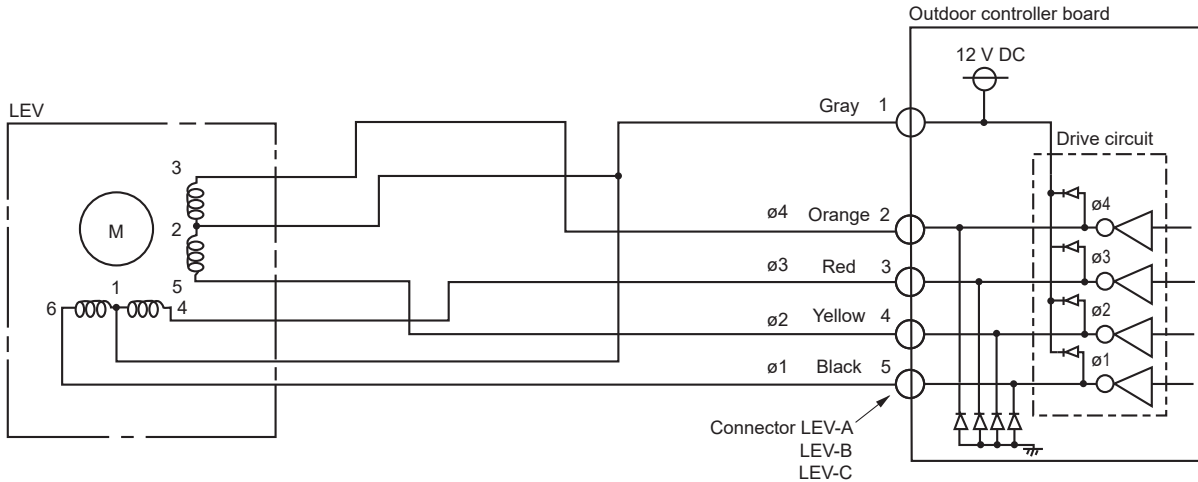 Outdoor controller board
12 V DC
LEV
Gray 1
Drive circuit
3
ø4
M
2
ø4 Orange 2
ø3
ø3 Red 3
1
5
6
4
ø2
ø2 Yellow 4
ø1
ø1 Black 5
Connector LEV-A
LEV-B
LEV-C